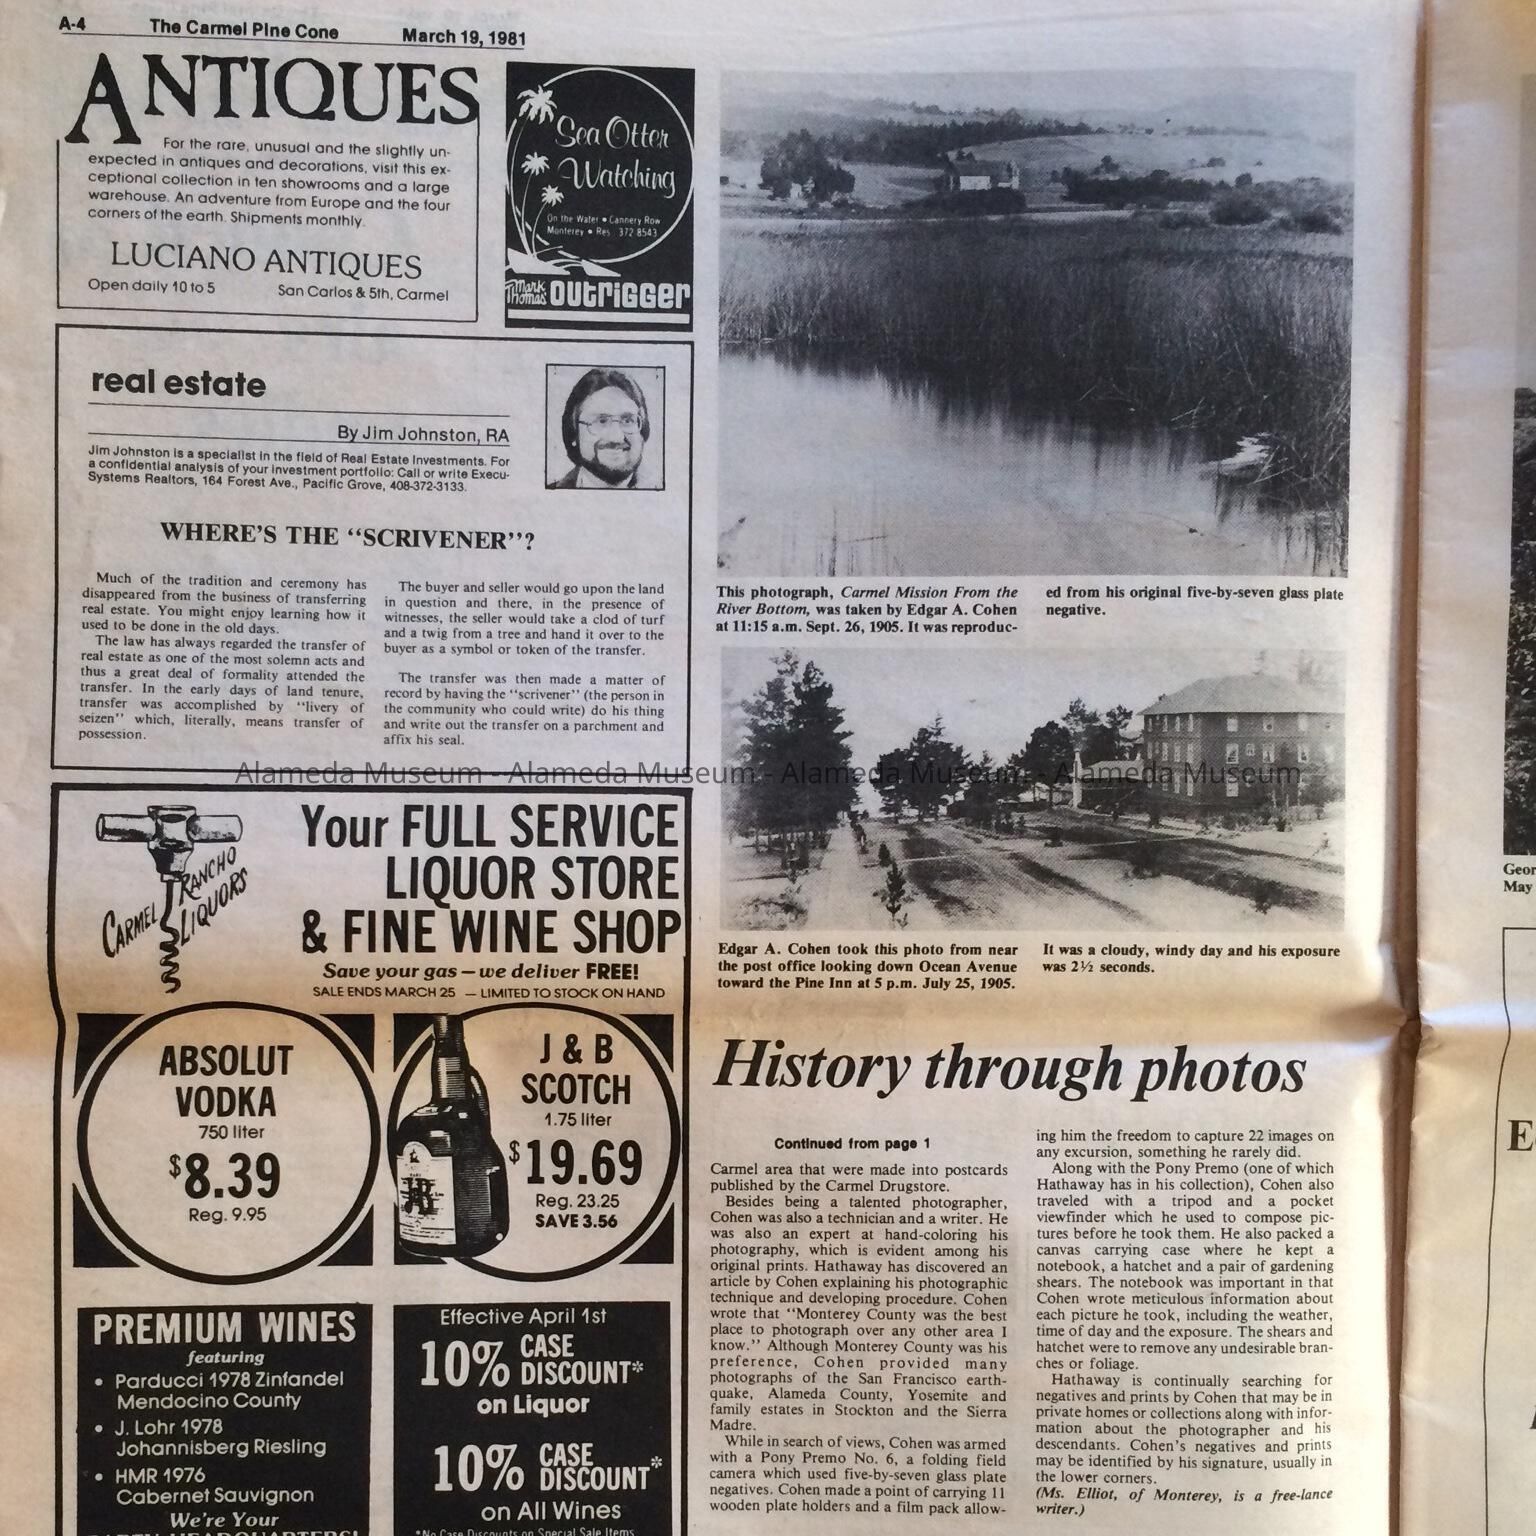 A-4 The Carmel Pine Cone March 19, 1981
ANTIQUES
For the rare, unusual and the slightly un-
expected in antiques and decorations, visit this ex-
ceptional collection in ten showrooms and a large
warehouse. An adventure from Europe and the four
corners of the earth. Shipments monthly.
LUCIANO ANTIQUES
Open daily 10 to 5 San Carlos & 5th, Carmel
Sea Otter
Watching
On the Water • Cannery Row
Monterey • Res. 372 8543
Mark
Thomas OUTRIGGER
real estate
By Jim Johnston, RA
Jim Johnston is a specialist in the field of Real Estate Investments. For
a confidential analysis of your investment portfolio: Call or write Execu-
Systems Realtors, 164 Forest Ave., Pacific Grove, 408-372-3133.
WHERE'S THE "SCRIVENER"?
Much of the tradition and ceremony has
disappeared from the business of transferring
real estate. You might enjoy learning how it
used to be done in the old days.
The law has always regarded the transfer of
real estate as one of the most solemn acts and
thus a great deal of formality attended the
transfer. In the early days of land tenure,
transfer was accomplished by "livery of
seizen" which, literally, means transfer of
possession.
The buyer and seller would go upon the land
in question and there, in the presence of
witnesses, the seller would take a clod of turf
and a twig from a tree and hand it over to the
buyer as a symbol or token of the transfer.
The transfer was then made a matter of
record by having the "scrivener" (the person in
the community who could write) do his thing
and write out the transfer on a parchment and
affix his seal.
Alameda Museum - Alameda Museum - Alameda Museum - Alameda Museum
CARMEL RANCHO
LIQUORS
Your FULL SERVICE
LIQUOR STORE
& FINE WINE SHOP
Save your gas — we deliver FREE!
SALE ENDS MARCH 25 — LIMITED TO STOCK ON HAND
ABSOLUT
VODKA
750 liter
$8.39
Reg. 9.95
J & B
SCOTCH
1.75 liter
$19.69
Reg. 23.25
SAVE 3.56
PREMIUM WINES
featuring
• Parducci 1978 Zinfandel
Mendocino County
• J. Lohr 1978
Johannisberg Riesling
• HMR 1976
Cabernet Sauvignon
We're Your
Effective April 1st
10% CASE
DISCOUNT*
on Liquor
10% CASE
DISCOUNT*
on All Wines
*No Case Discounts on Special Sale Items
This photograph, Carmel Mission From the
River Bottom, was taken by Edgar A. Cohen
at 11:15 a.m. Sept. 26, 1905. It was reproduc-
ed from his original five-by-seven glass plate
negative.
Edgar A. Cohen took this photo from near
the post office looking down Ocean Avenue
toward the Pine Inn at 5 p.m. July 25, 1905.
It was a cloudy, windy day and his exposure
was 2½ seconds.
History through photos
Continued from page 1
Carmel area that were made into postcards
published by the Carmel Drugstore.
Besides being a talented photographer,
Cohen was also a technician and a writer. He
was also an expert at hand-coloring his
photography, which is evident among his
original prints. Hathaway has discovered an
article by Cohen explaining his photographic
technique and developing procedure. Cohen
wrote that "Monterey County was the best
place to photograph over any other area I
know." Although Monterey County was his
preference, Cohen provided many
photographs of the San Francisco earth-
quake, Alameda County, Yosemite and
family estates in Stockton and the Sierra
Madre.
While in search of views, Cohen was armed
with a Pony Premo No. 6, a folding field
camera which used five-by-seven glass plate
negatives. Cohen made a point of carrying 11
wooden plate holders and a film pack allow-
ing him the freedom to capture 22 images on
any excursion, something he rarely did.
Along with the Pony Premo (one of which
Hathaway has in his collection), Cohen also
traveled with a tripod and a pocket
viewfinder which he used to compose pic-
tures before he took them. He also packed a
canvas carrying case where he kept a
notebook, a hatchet and a pair of gardening
shears. The notebook was important in that
Cohen wrote meticulous information about
each picture he took, including the weather,
time of day and the exposure. The shears and
hatchet were to remove any undesirable bran-
ches or foliage.
Hathaway is continually searching for
negatives and prints by Cohen that may be in
private homes or collections along with infor-
mation about the photographer and his
descendants. Cohen's negatives and prints
may be identified by his signature, usually in
the lower corners.
(Ms. Elliot, of Monterey, is a free-lance
writer.)
Geor
May